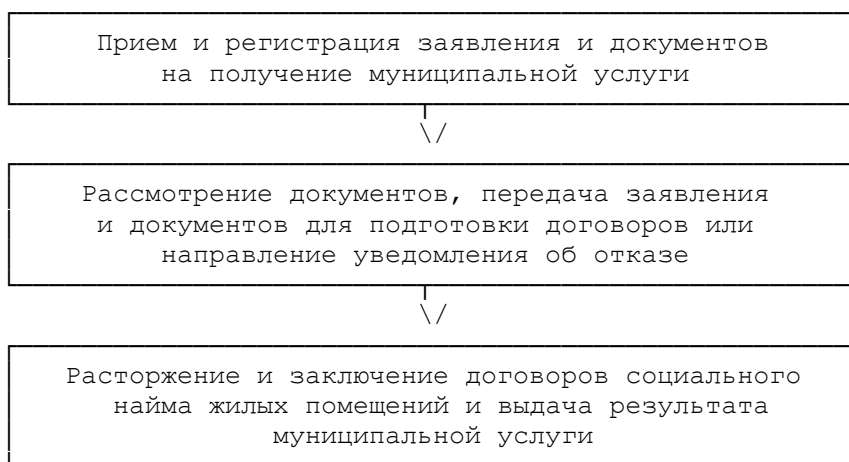 Прием и регистрация заявления и документов
на получение муниципальной услуги
\/
Рассмотрение документов, передача заявления
и документов для подготовки договоров или
направление уведомления об отказе
\/
Расторжение и заключение договоров социального
найма жилых помещений и выдача результата
муниципальной услуги